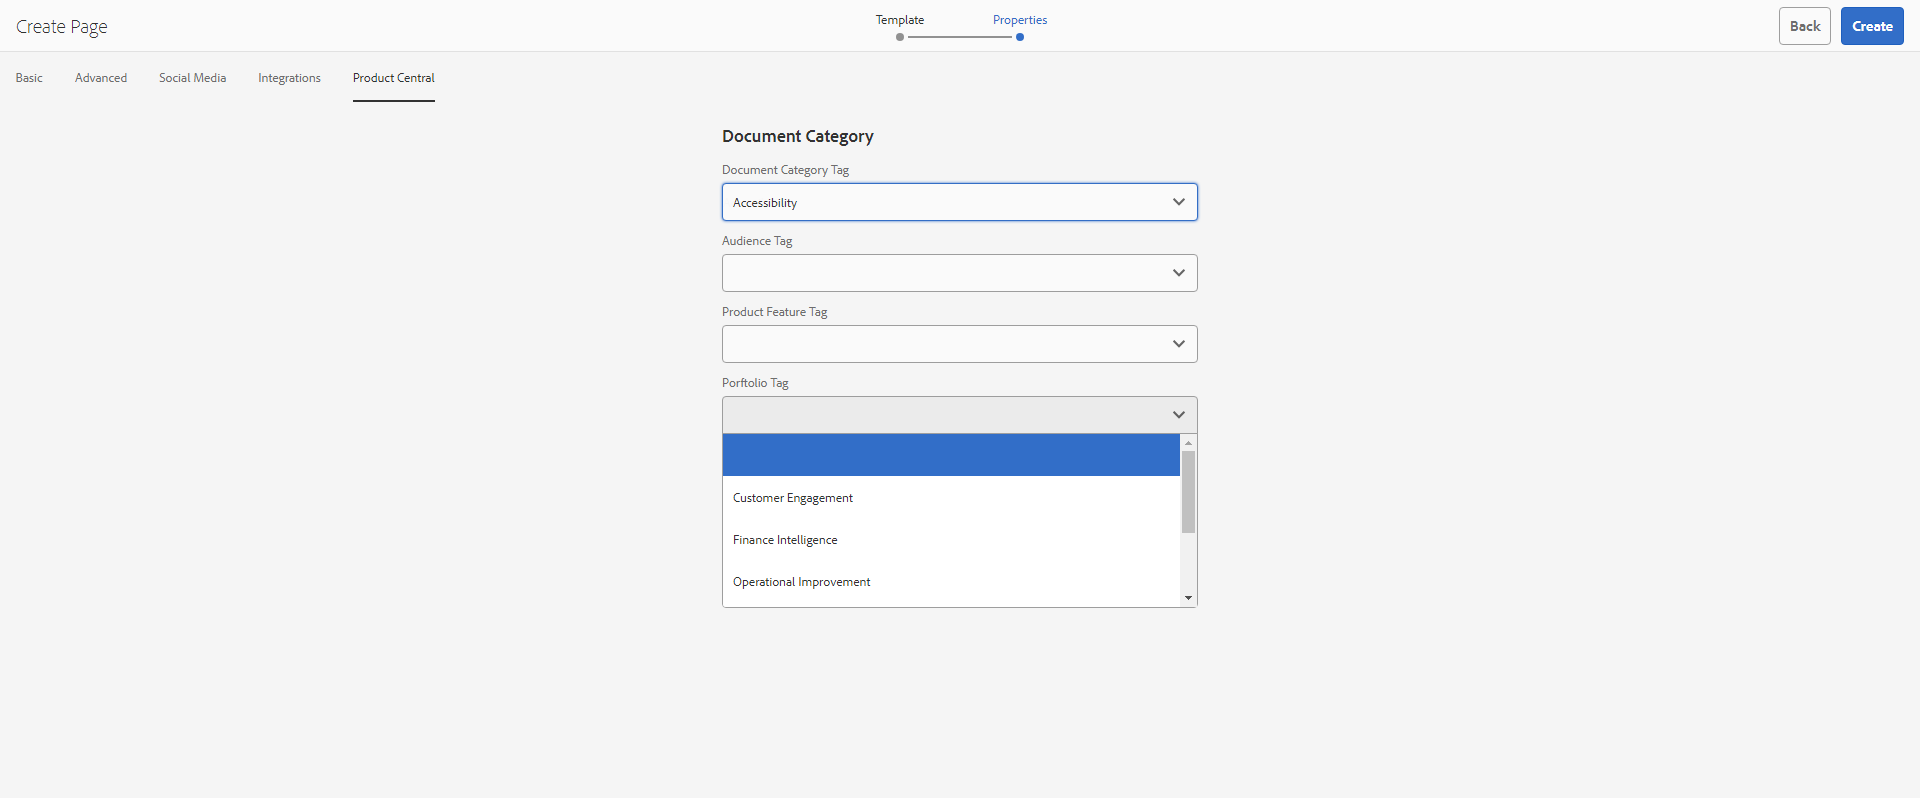 Create Page
Template
Properties
Back
Create
Basic
Advanced
Social Media
Integrations
Product Central
Document Category
Document Category Tag
Accessibility
Audience Tag
Product Feature Tag
Porftolio Tag
Customer Engagement
Finance Intelligence
Operational Improvement